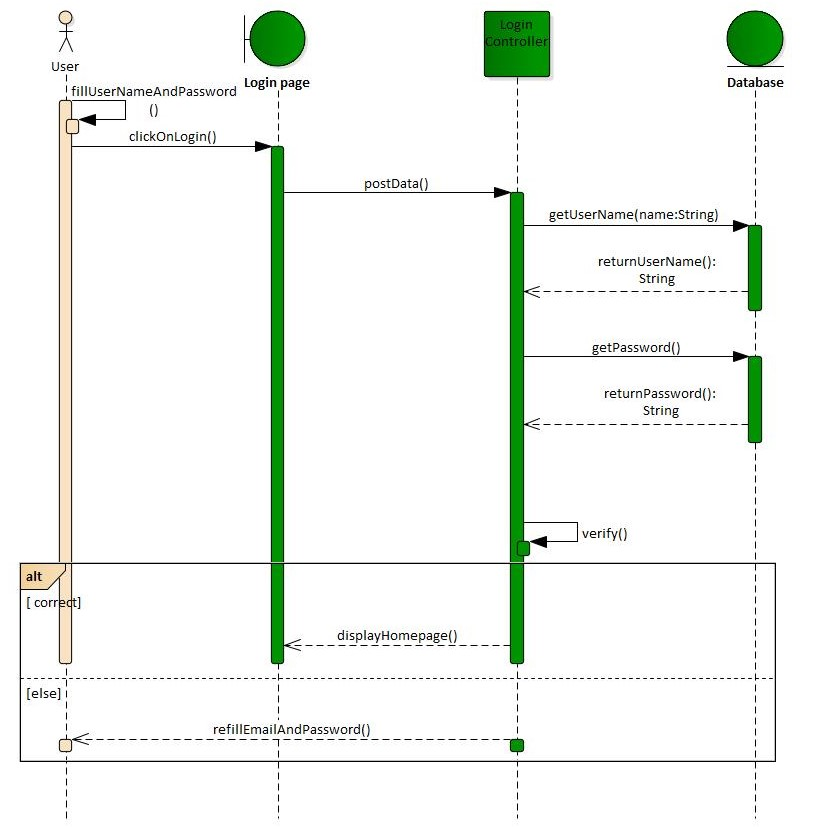 Login
Controller
User
Login page
Database
fillUserNameAndPassword
()
clickOnLogin()
postData()
getUserName(name:String)
returnUserName():
String
getPassword()
returnPassword():
String
verify()
alt
[ correct]
displayHomepage()
[else]
refillEmailAndPassword()